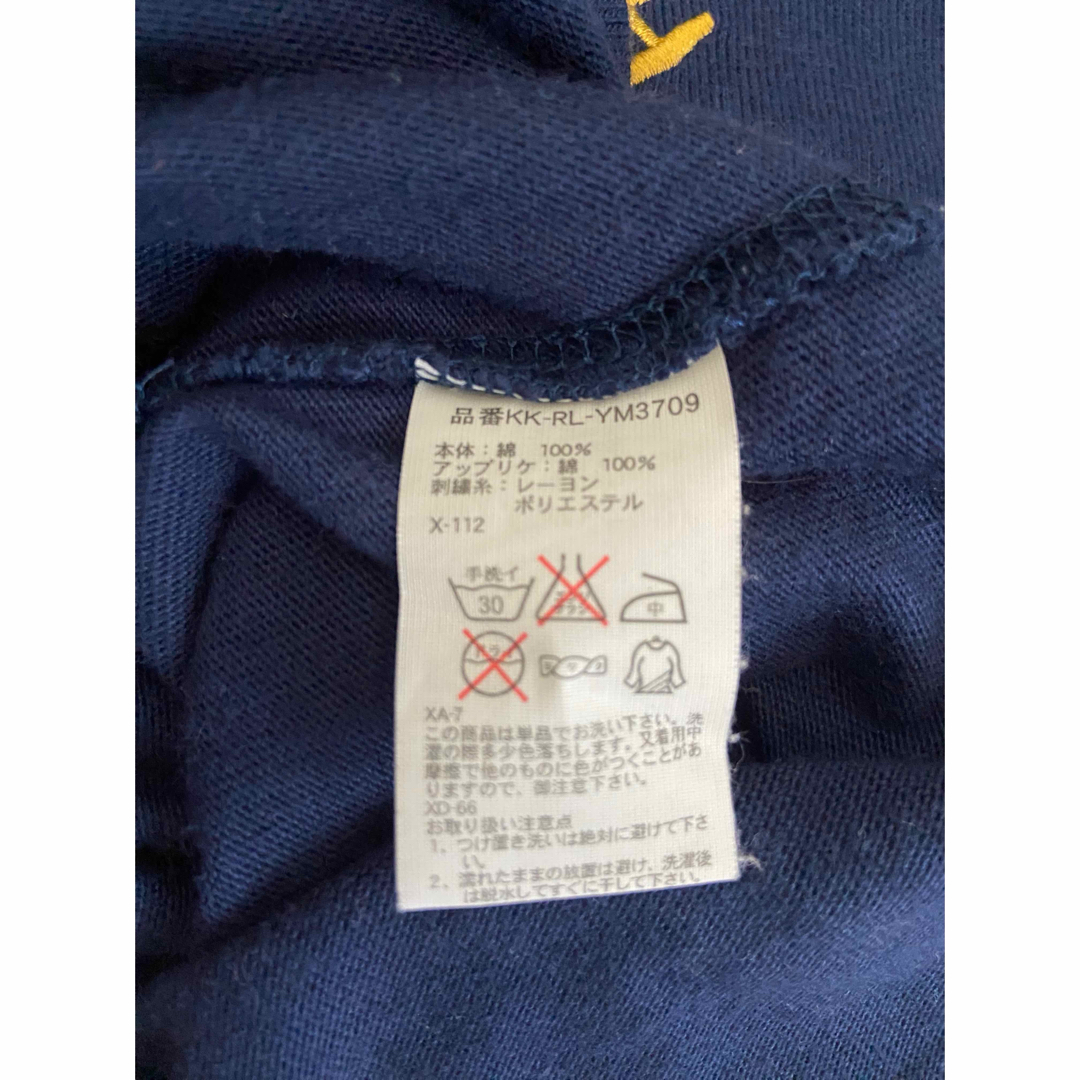 品番KK-RL-YM3709
本体：綿　100%
アップリケ：綿　100%
刺繍糸：レーヨン
ポリエステル
X-112
手洗イ
30
中
XA-7
この商品は単品でお洗い下さい。洗
濯の際多少色落ちします。又着用中
摩擦で他のものに色がつくことがあ
りますので、御注意下さい。
XD-66
お取り扱い注意点
1、つけ置き洗いは絶対に避けて下さ
い。
2、濡れたままの放置は避け、洗濯後
は脱水してすぐに干して下さい。